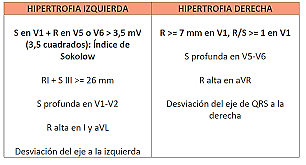 HIPERTROFIA IZQUIERDA
S en V1 + R en V5 o V6 > 3,5 mV
(3,5 cuadrados): Índice de
Sokolow
RI + S III >= 26 mm
S profunda en V1-V2
R alta en I y aVL
Desviación del eje a la izquierda
HIPERTROFIA DERECHA
R >= 7 mm en V1, R/S >= 1 en V1
S profunda en V5-V6
R alta en aVR
Desviación del eje de QRS a la
derecha